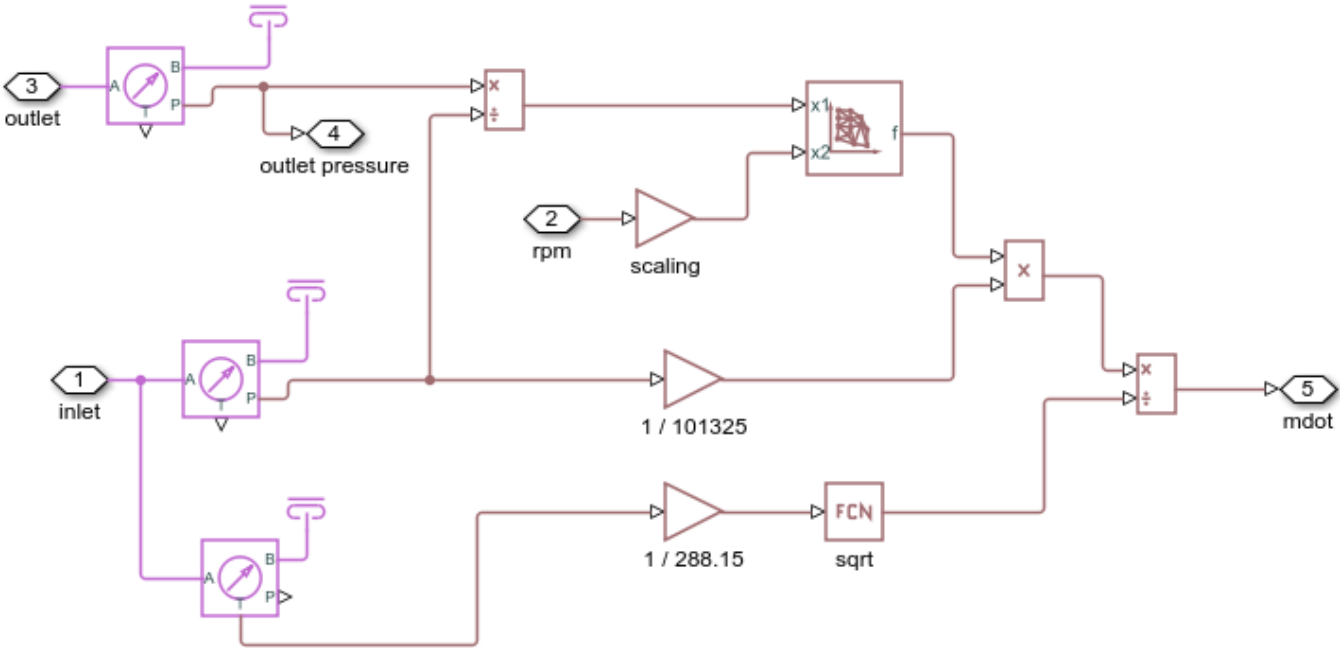 B
3
A
×
outlet
T
P
÷
x1
4
f
x2
outlet pressure
2
rpm
scaling
×
B
1
A
×
T
P
÷
5
inlet
1 / 101325
mdot
B
FCN
A
P
T
1 / 288.15
sqrt